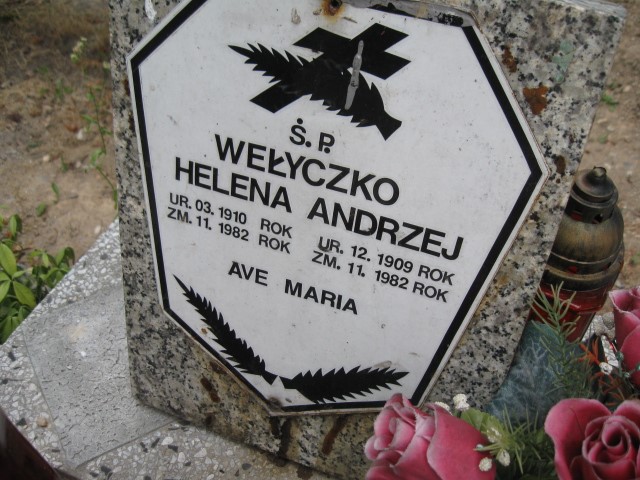 Ś. P.
WEŁYCZKO
HELENA ANDRZEJ
UR. 03. 1910 ROK UR. 12. 1909 ROK
ZM. 11. 1982 ROK ZM. 11. 1982 ROK
AVE MARIA